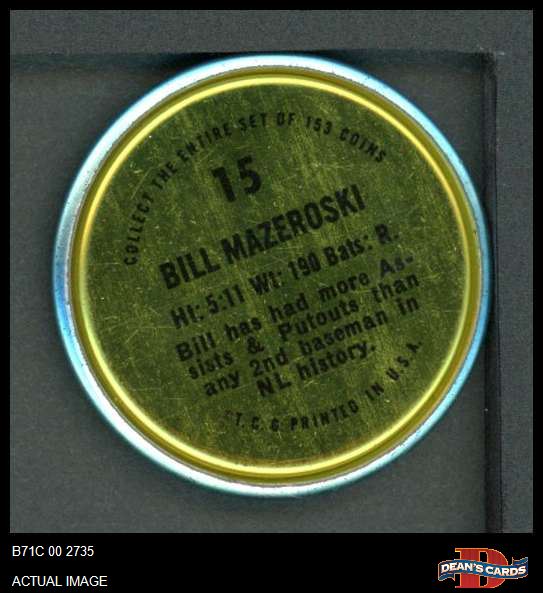 COLLECT THE ENTIRE SET OF 153 COINS
15
BILL MAZEROSKI
Ht: 5:11 Wt: 190 Bats: R.
Bill has had more As-
sists & Putouts than
any 2nd baseman in
NL history.
T. C. G PRINTED IN U.S.A.
B71C 00 2735
ACTUAL IMAGE
D
DEAN'S CARDS